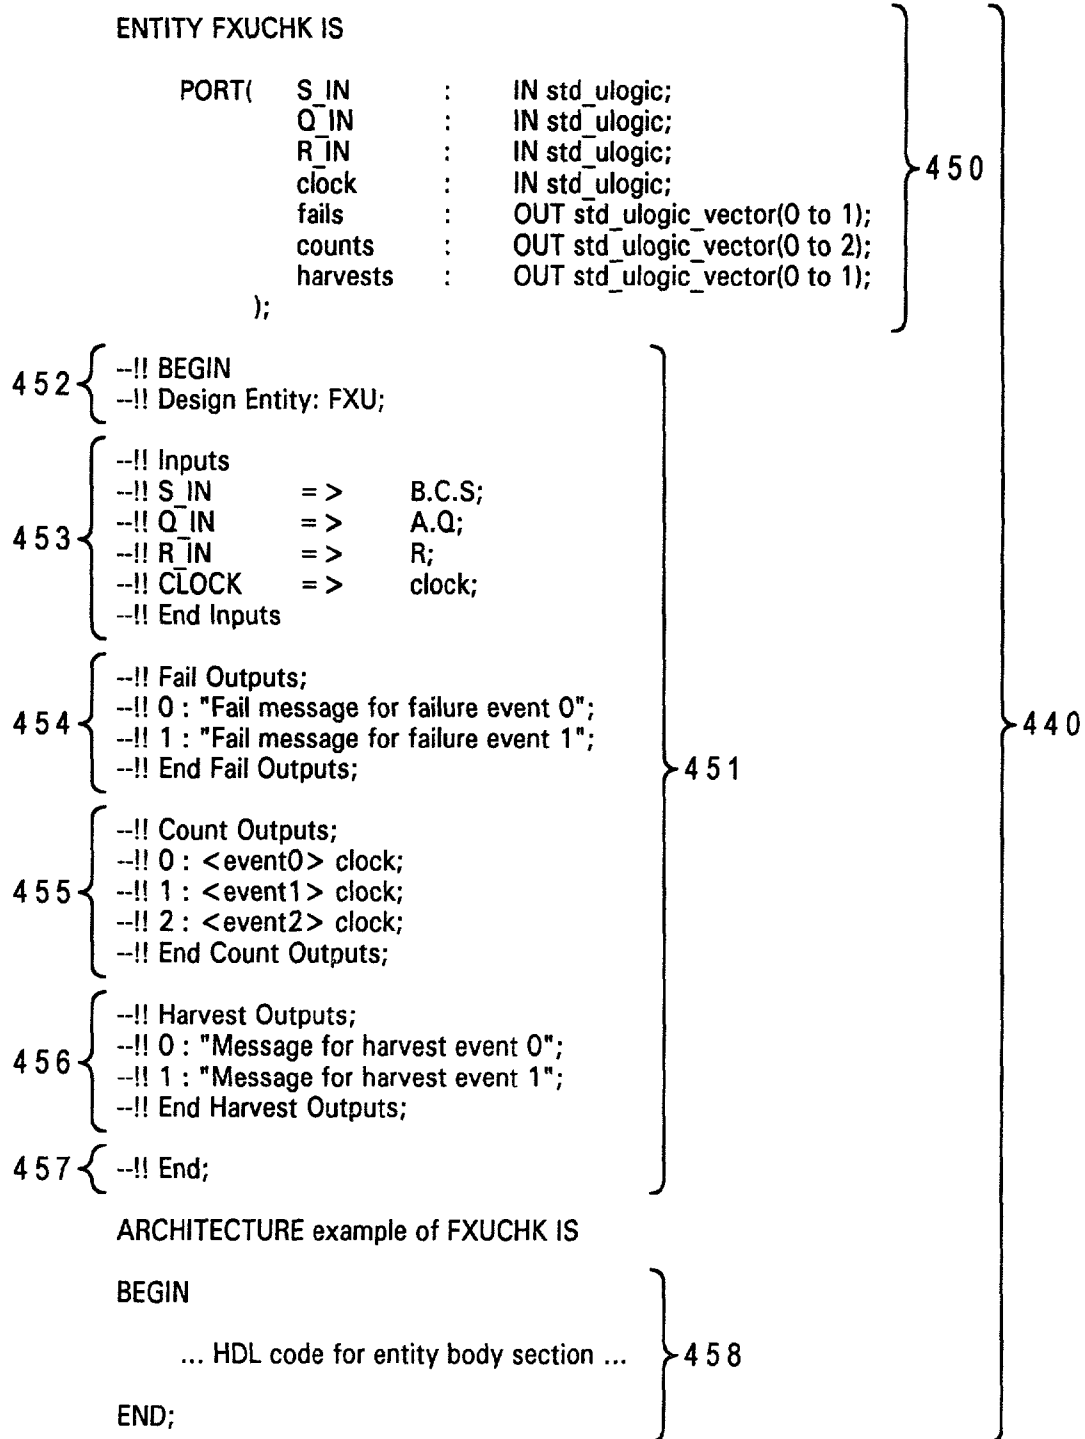 ENTITY FXUCHK IS
PORT( S_IN : IN std_ulogic;
Q_IN : IN std_ulogic;
R_IN : IN std_ulogic;
clock : IN std_ulogic;
450
fails : OUT std_ulogic_vector(0 to 1);
counts : OUT std_ulogic_vector(0 to 2);
harvests : OUT std_ulogic_vector(0 to 1);
);
452
--!! BEGIN
--!! Design Entity: FXU;
453
--!! Inputs
--!! S_IN => B.C.S;
--!! Q_IN => A.Q;
--!! R_IN => R;
--!! CLOCK => clock;
--!! End Inputs
454
--!! Fail Outputs;
--!! 0 : "Fail message for failure event 0";
--!! 1 : "Fail message for failure event 1";
--!! End Fail Outputs;
440
451
455
--!! Count Outputs;
--!! 0 : <event0> clock;
--!! 1 : <event1> clock;
--!! 2 : <event2> clock;
--!! End Count Outputs;
456
--!! Harvest Outputs;
--!! 0 : "Message for harvest event 0";
--!! 1 : "Message for harvest event 1";
--!! End Harvest Outputs;
457
--!! End;
ARCHITECTURE example of FXUCHK IS
BEGIN
... HDL code for entity body section ...
458
END;